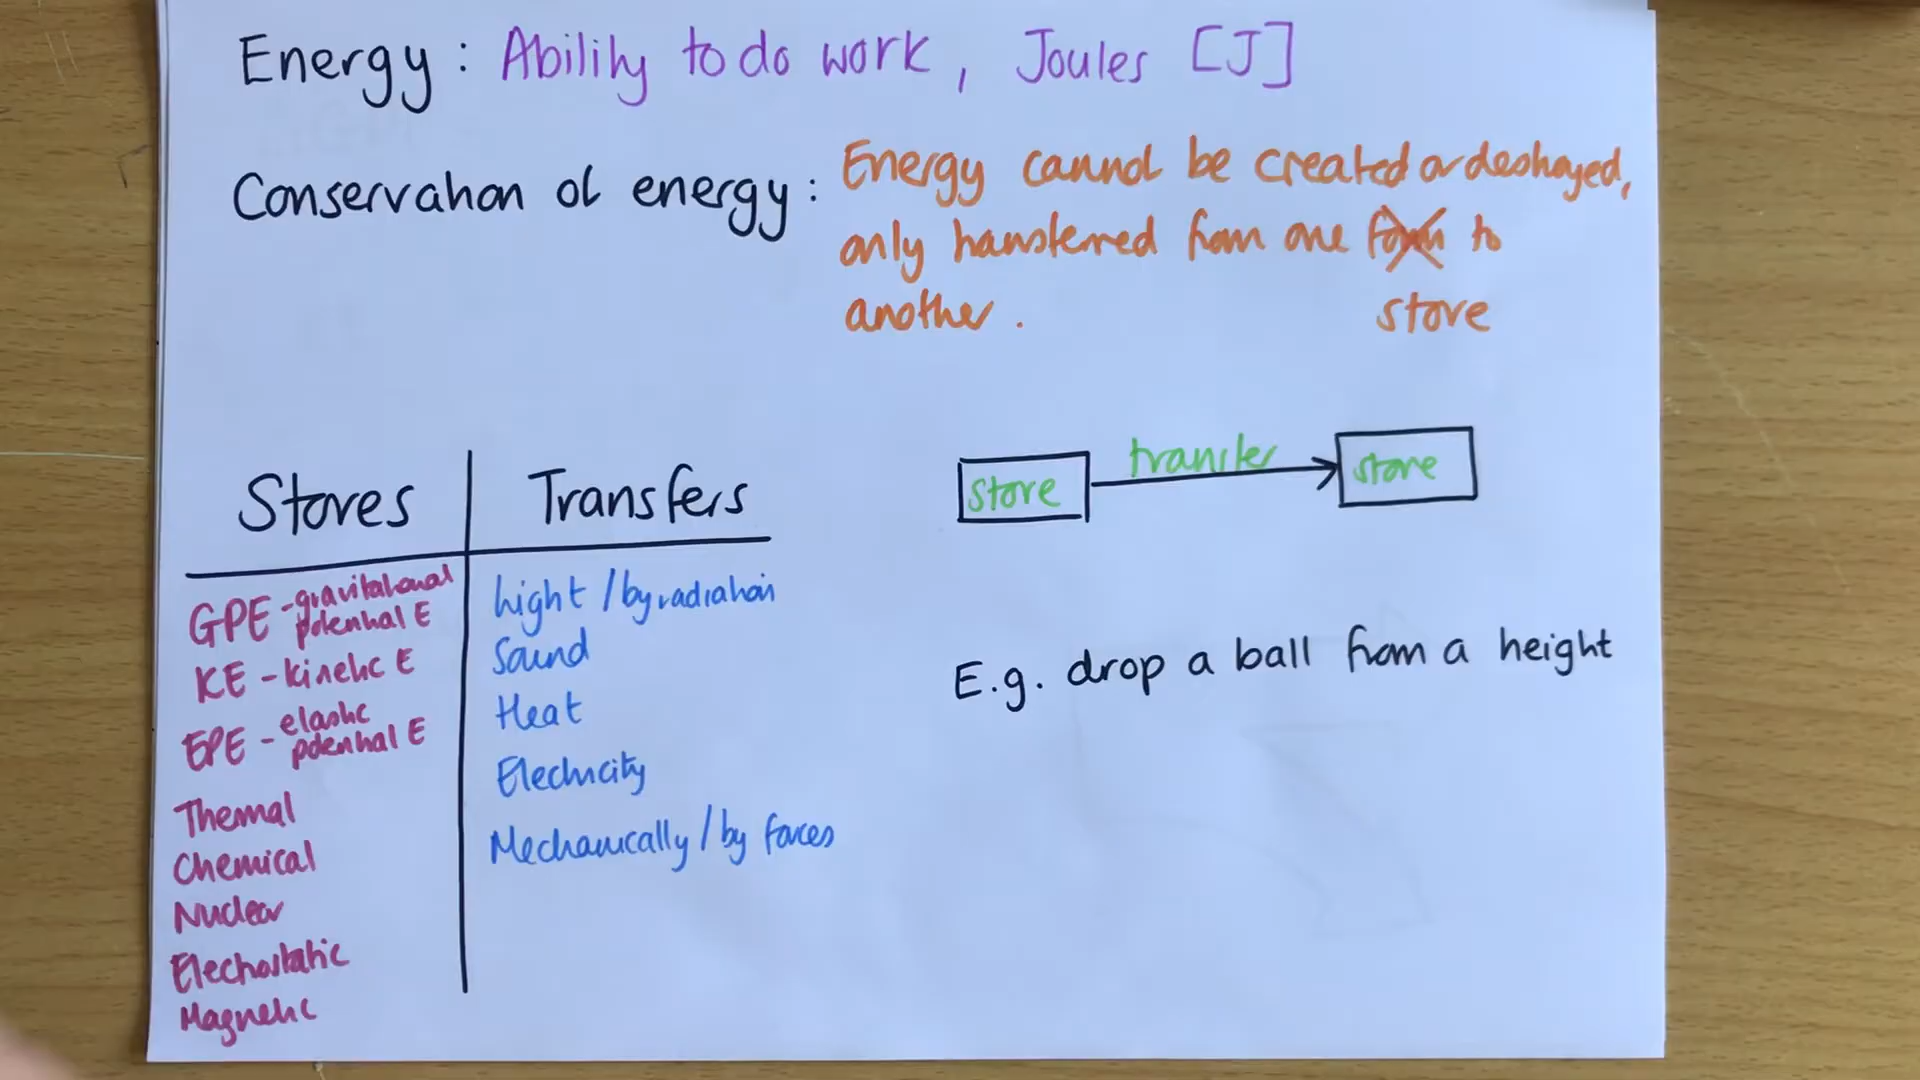 Energy: Ability to do work, Joules [J]
Conservation of energy: Energy cannot be created or destroyed,
only transferred from one form to
another. store
Stores
Transfers
GPE - gravitational
potential E
KE - kinetic E
EPE - elastic
potential E
Thermal
Chemical
Nuclear
Electrostatic
Magnetic
Light / by radiation
Sound
Heat
Electricity
Mechanically / by forces
store transfer store
E.g. drop a ball from a height